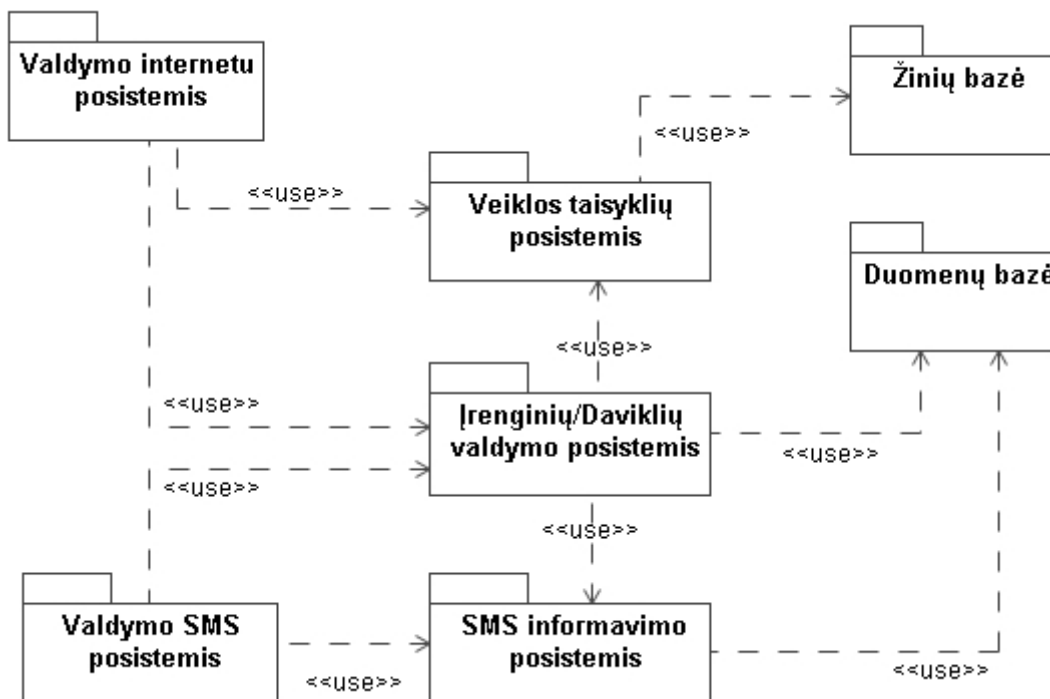 Valdymo internetu
posistemis
Žinių bazė
<<use>>
<<use>>
Veiklos taisyklių
posistemis
Duomenų bazė
<<use>>
<<use>>
Įrenginių/Daviklių
valdymo posistemis
<<use>>
<<use>>
<<use>>
Valdymo SMS
posistemis
SMS informavimo
posistemis
<<use>>
<<use>>